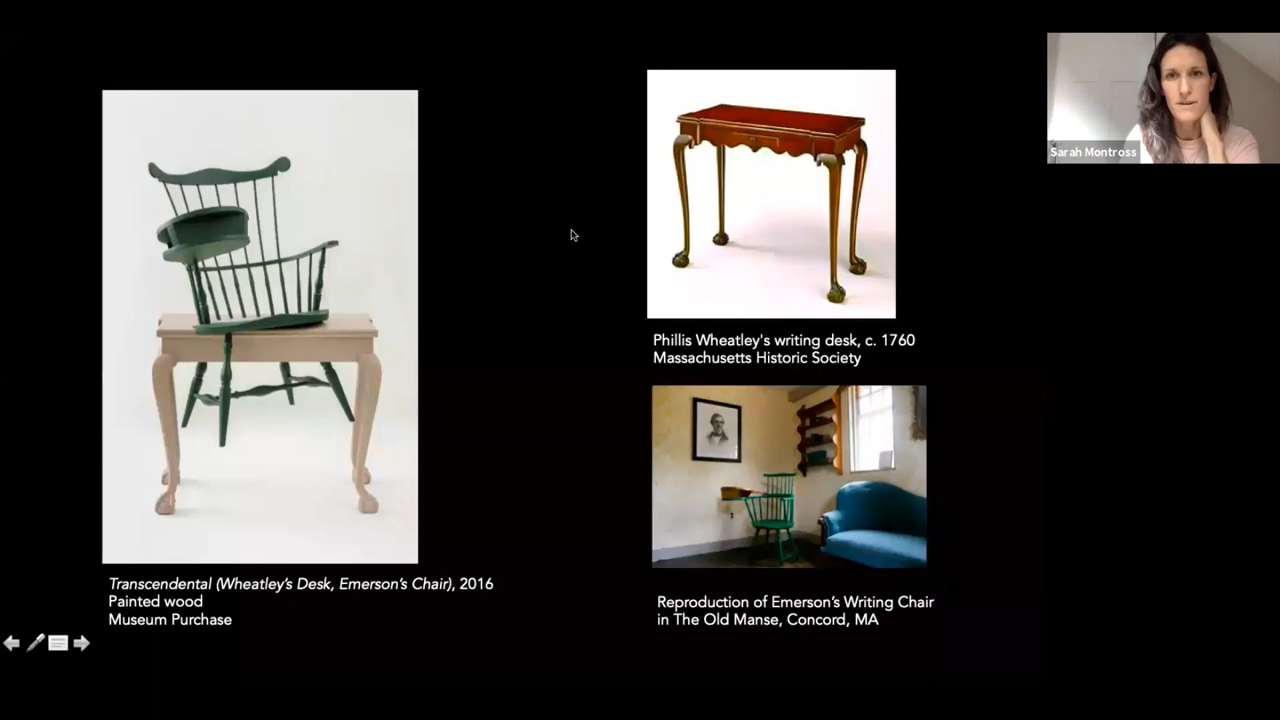 Sarah Montross
Phillis Wheatley's writing desk, c. 1760
Massachusetts Historic Society
Transcendental (Wheatley's Desk, Emerson's Chair), 2016
Painted wood
Museum Purchase
Reproduction of Emerson's Writing Chair
in The Old Manse, Concord, MA